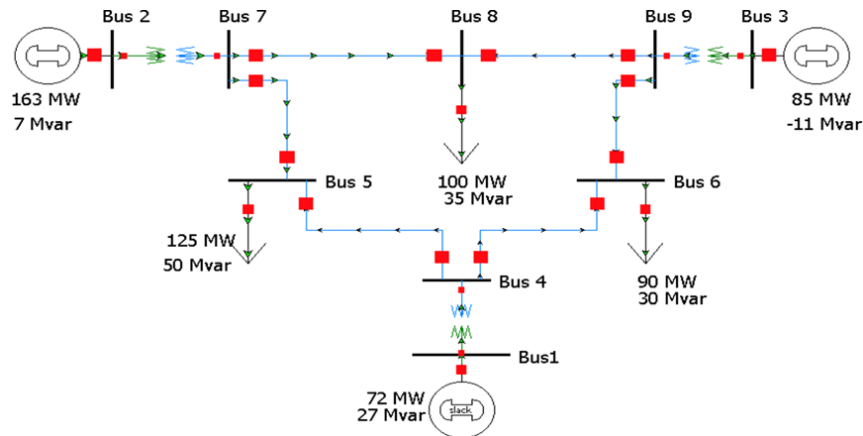 Bus 2
Bus 7
Bus 8
Bus 9
Bus 3
163 MW
7 Mvar
85 MW
-11 Mvar
100 MW
35 Mvar
Bus 5
Bus 6
125 MW
50 Mvar
90 MW
30 Mvar
Bus 4
Bus1
72 MW
27 Mvar
slack